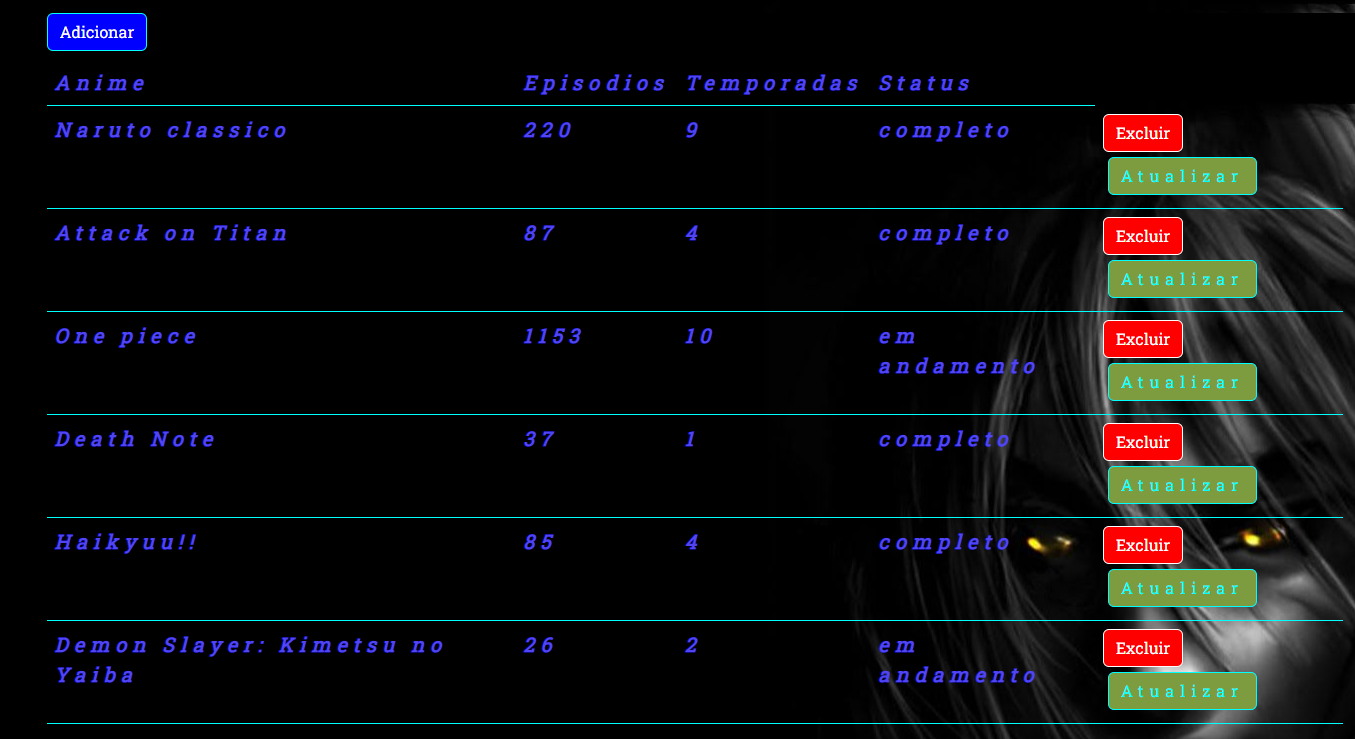 Adicionar
Anime Episodios Temporadas Status
Naruto classico 220 9 completo Excluir
Atualizar
Attack on Titan 87 4 completo Excluir
Atualizar
One piece 1153 10 em Excluir
andamento
Atualizar
Death Note 37 1 completo Excluir
Atualizar
Haikyuu!! 85 4 completo Excluir
Atualizar
Demon Slayer: Kimetsu no 26 2 em Excluir
Yaiba andamento
Atualizar